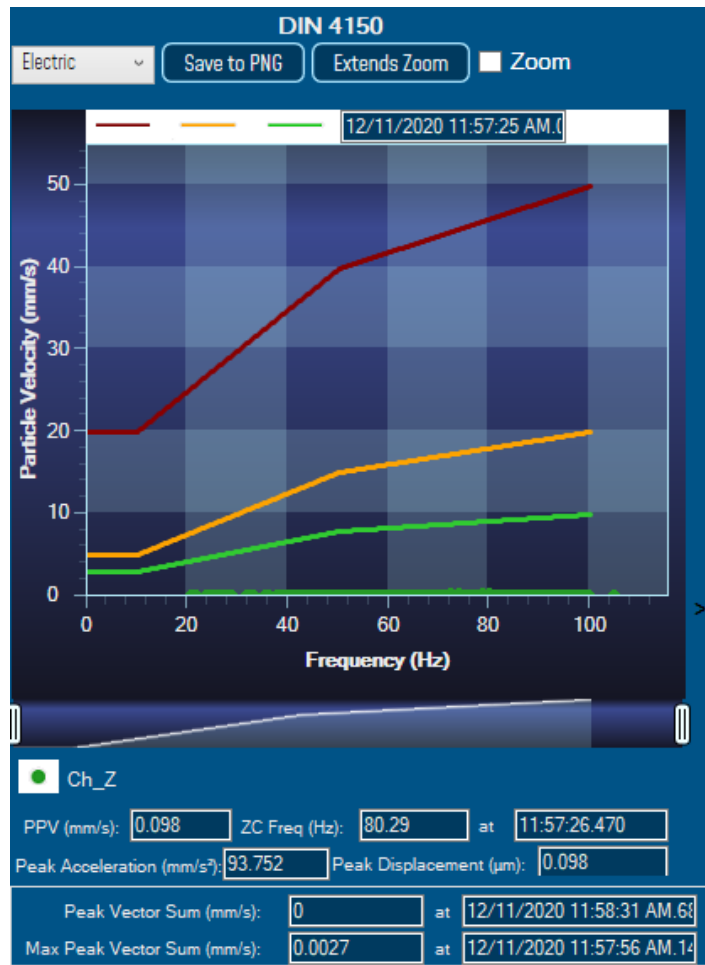 DIN 4150
Electric Save to PNG Extends Zoom Zoom
12/11/2020 11:57:25 AM.
50
40
30
20
10
0
Particle Velocity (mm/s)
0 20 40 60 80 100
Frequency (Hz)
>
Ch_Z
PPV (mm/s): 0.098 ZC Freq (Hz): 80.29 at 11:57:26.470
Peak Acceleration (mm/s²): 93.752 Peak Displacement (µm): 0.098
Peak Vector Sum (mm/s): 0 at 12/11/2020 11:58:31 AM.68
Max Peak Vector Sum (mm/s): 0.0027 at 12/11/2020 11:57:56 AM.14